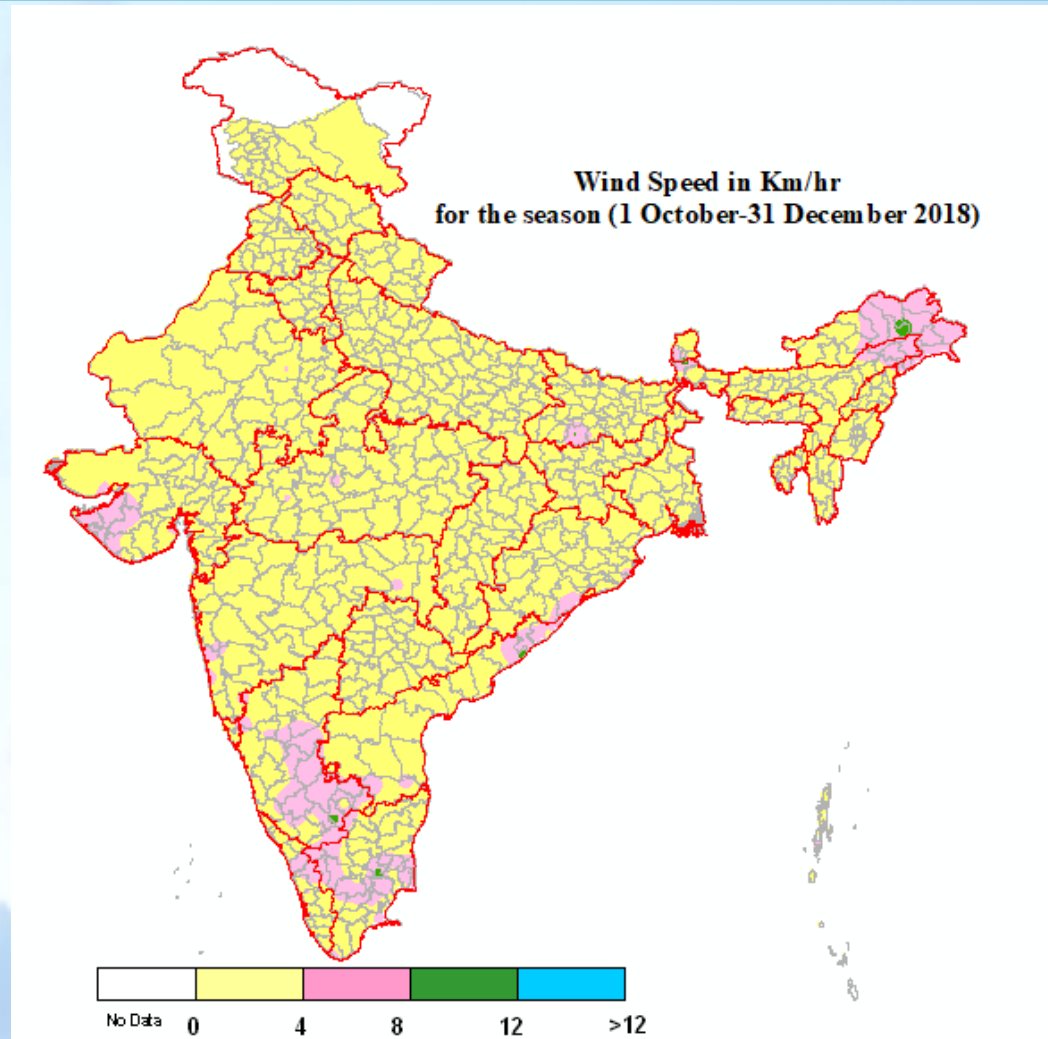 Wind Speed in Km/hr
for the season (1 October-31 December 2018)
No Data 0 4 8 12 >12